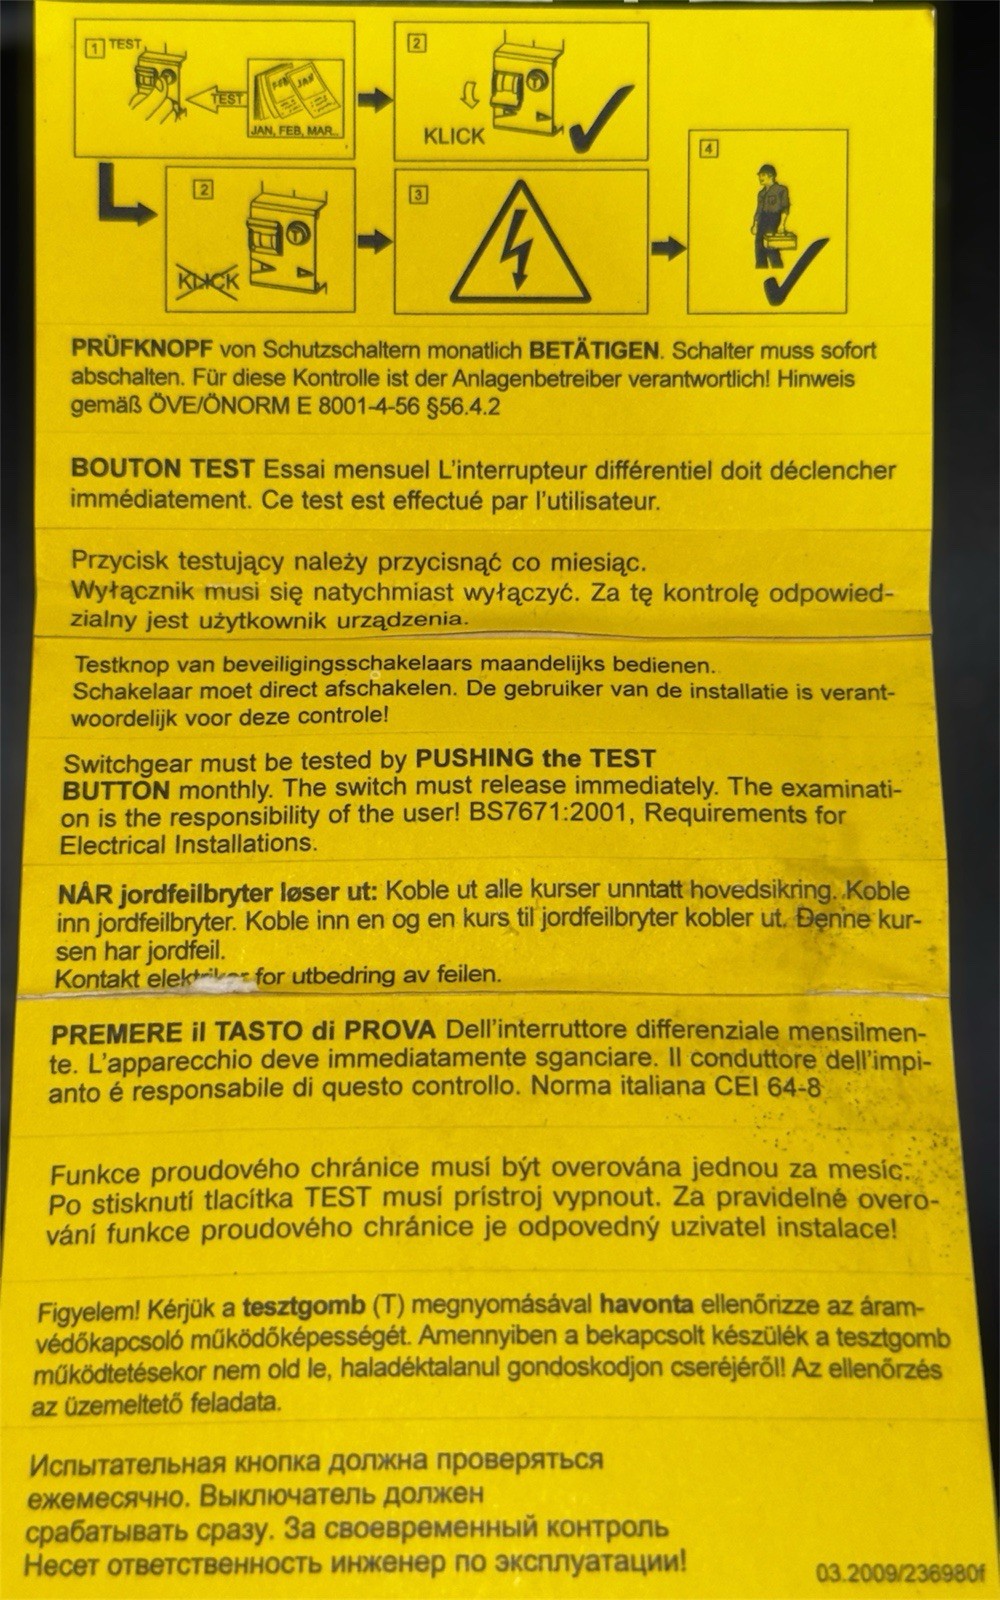 1 TEST
TEST
FEB JAN
JAN, FEB, MAR..
2
T
KLICK
2
T
KLICK
3
4
PRÜFKNOPF von Schutzschaltern monatlich BETÄTIGEN. Schalter muss sofort
abschalten. Für diese Kontrolle ist der Anlagenbetreiber verantwortlich! Hinweis
gemäß ÖVE/ÖNORM E 8001-4-56 §56.4.2
BOUTON TEST Essai mensuel L'interrupteur différentiel doit déclencher
immédiatement. Ce test est effectué par l'utilisateur.
Przycisk testujący należy przycisnąć co miesiąc.
Wyłącznik musi się natychmiast wyłączyć. Za tę kontrolę odpowied-
zialny jest użytkownik urządzenia.
Testknop van beveiligingsschakelaars maandelijks bedienen.
Schakelaar moet direct afschakelen. De gebruiker van de installatie is verant-
woordelijk voor deze controle!
Switchgear must be tested by PUSHING the TEST
BUTTON monthly. The switch must release immediately. The examinati-
on is the responsibility of the user! BS7671:2001, Requirements for
Electrical Installations.
NÅR jordfeilbryter løser ut: Koble ut alle kurser unntatt hovedsikring. Koble
inn jordfeilbryter. Koble inn en og en kurs til jordfeilbryter kobler ut. Denne kur-
sen har jordfeil.
Kontakt elektriker for utbedring av feilen.
PREMERE il TASTO di PROVA Dell'interruttore differenziale mensilmen-
te. L'apparecchio deve immediatamente sganciare. Il conduttore dell'impi-
anto é responsabile di questo controllo. Norma italiana CEI 64-8
Funkce proudového chránice musí být overována jednou za mesíc.
Po stisknutí tlacítka TEST musí prístroj vypnout. Za pravidelné overo-
vání funkce proudového chránice je odpovedný uzivatel instalace!
Figyelem! Kérjük a tesztgomb (T) megnyomásával havonta ellenőrizze az áram-
védőkapcsoló működőképességét. Amennyiben a bekapcsolt készülék a tesztgomb
működtetésekor nem old le, haladéktalanul gondoskodjon cseréjéről! Az ellenőrzés
az üzemeltető feladata.
Испытательная кнопка должна проверяться
ежемесячно. Выключатель должен
срабатывать сразу. За своевременный контроль
Несет ответственность инженер по эксплуатации!
03.2009/236980f